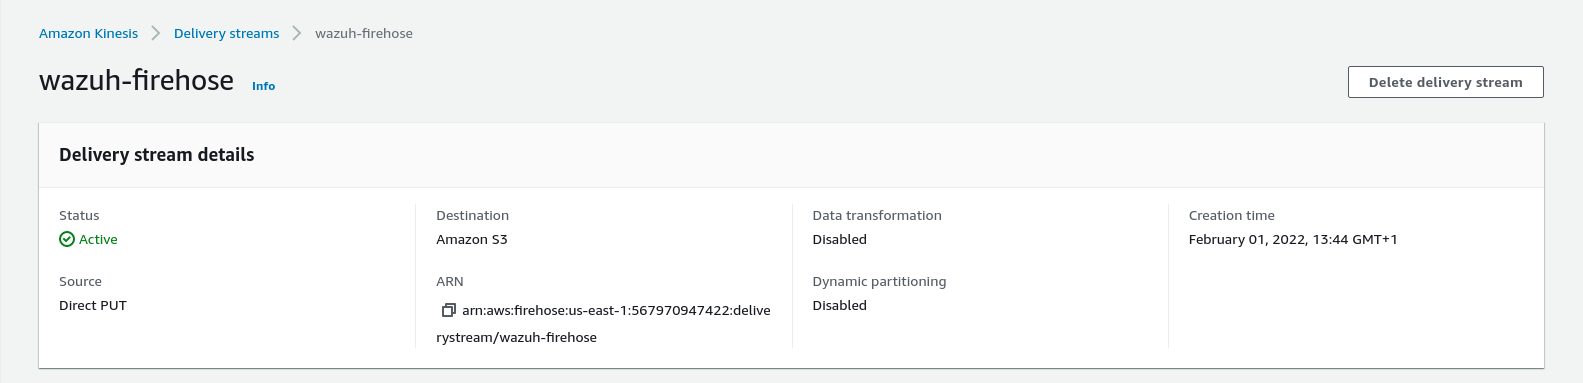 Amazon Kinesis > Delivery streams > wazuh-firehose
wazuh-firehose Info
Delete delivery stream
Delivery stream details
Status
Active
Source
Direct PUT
Destination
Amazon S3
ARN
arn:aws:firehose:us-east-1:567970947422:delive
rystream/wazuh-firehose
Data transformation
Disabled
Dynamic partitioning
Disabled
Creation time
February 01, 2022, 13:44 GMT+1